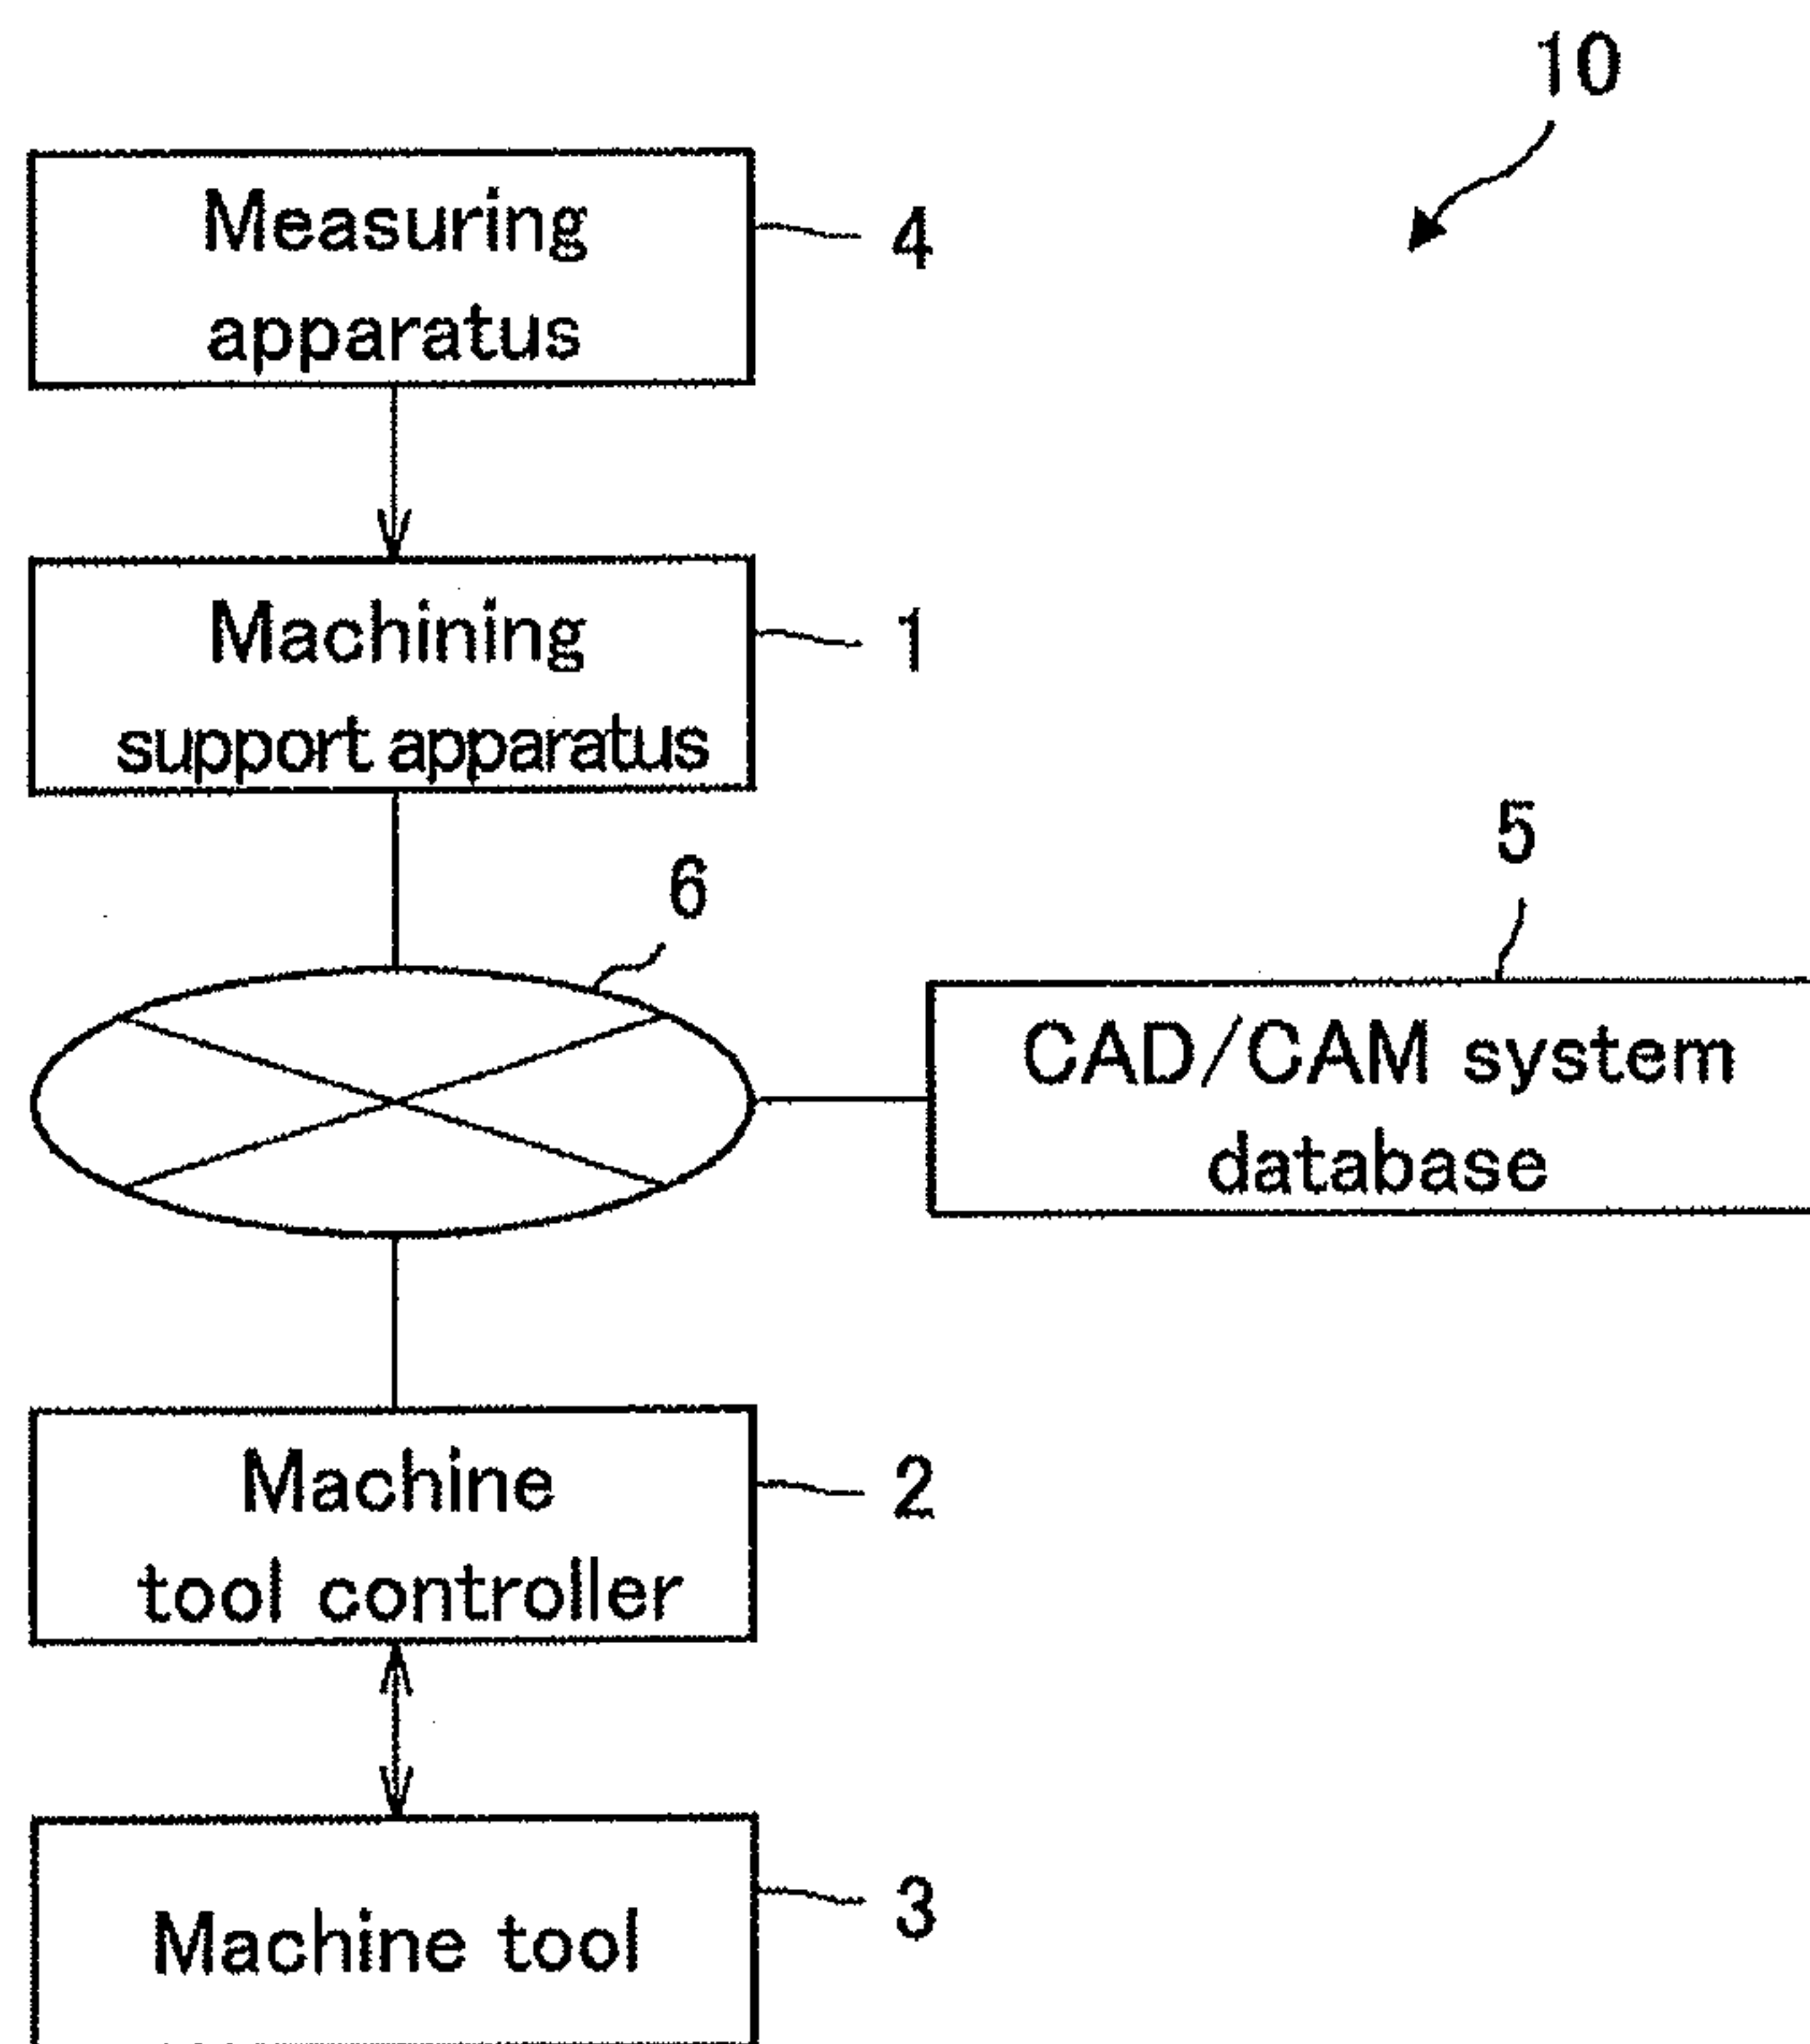 10
Measuring
apparatus
4
Machining
support apparatus
1
6
5
CAD/CAM system
database
Machine
tool controller
2
Machine tool
3